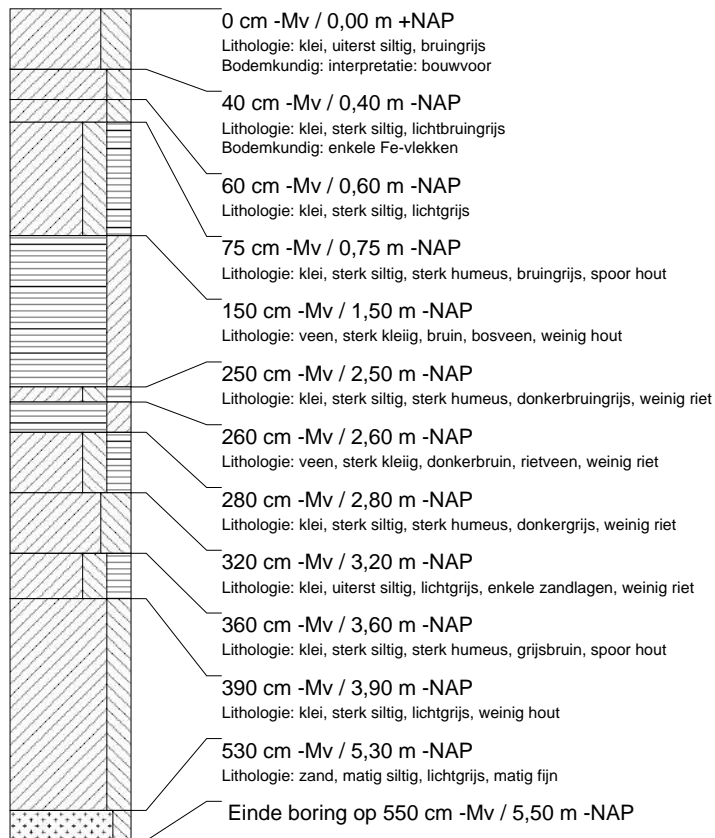 0 cm -Mv / 0,00 m +NAP
Lithologie: klei, uiterst siltig, bruingrijs
Bodemkundig: interpretatie: bouwvoor
40 cm -Mv / 0,40 m -NAP
Lithologie: klei, sterk siltig, lichtbruingrijs
Bodemkundig: enkele Fe-vlekken
60 cm -Mv / 0,60 m -NAP
Lithologie: klei, sterk siltig, lichtgrijs
75 cm -Mv / 0,75 m -NAP
Lithologie: klei, sterk siltig, sterk humeus, bruingrijs, spoor hout
150 cm -Mv / 1,50 m -NAP
Lithologie: veen, sterk kleiig, bruin, bosveen, weinig hout
250 cm -Mv / 2,50 m -NAP
Lithologie: klei, sterk siltig, sterk humeus, donkerbruingrijs, weinig riet
260 cm -Mv / 2,60 m -NAP
Lithologie: veen, sterk kleiig, donkerbruin, rietveen, weinig riet
280 cm -Mv / 2,80 m -NAP
Lithologie: klei, sterk siltig, sterk humeus, donkergrijs, weinig riet
320 cm -Mv / 3,20 m -NAP
Lithologie: klei, uiterst siltig, lichtgrijs, enkele zandlagen, weinig riet
360 cm -Mv / 3,60 m -NAP
Lithologie: klei, sterk siltig, sterk humeus, grijsbruin, spoor hout
390 cm -Mv / 3,90 m -NAP
Lithologie: klei, sterk siltig, lichtgrijs, weinig hout
530 cm -Mv / 5,30 m -NAP
Lithologie: zand, matig siltig, lichtgrijs, matig fijn
Einde boring op 550 cm -Mv / 5,50 m -NAP